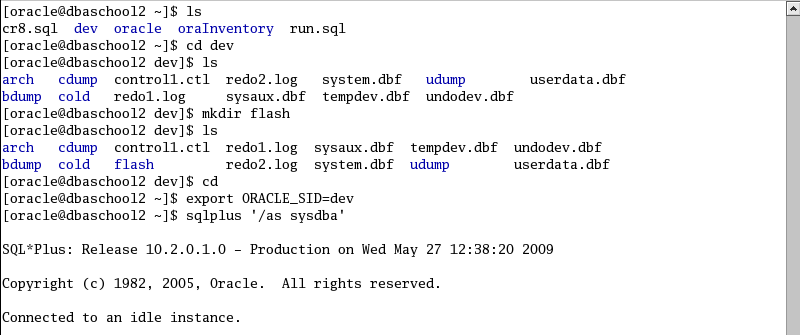 [oracle@dbaschool2 ~]$ ls
cr8.sql dev oracle oraInventory run.sql
[oracle@dbaschool2 ~]$ cd dev
[oracle@dbaschool2 dev]$ ls
arch cdump control1.ctl redo2.log system.dbf udump userdata.dbf
bdump cold redo1.log sysaux.dbf tempdev.dbf undodev.dbf
[oracle@dbaschool2 dev]$ mkdir flash
[oracle@dbaschool2 dev]$ ls
arch cdump control1.ctl redo1.log sysaux.dbf tempdev.dbf undodev.dbf
bdump cold flash redo2.log system.dbf udump userdata.dbf
[oracle@dbaschool2 dev]$ cd
[oracle@dbaschool2 ~]$ export ORACLE_SID=dev
[oracle@dbaschool2 ~]$ sqlplus '/as sysdba'
SQL*Plus: Release 10.2.0.1.0 - Production on Wed May 27 12:38:20 2009
Copyright (c) 1982, 2005, Oracle. All rights reserved.
Connected to an idle instance.